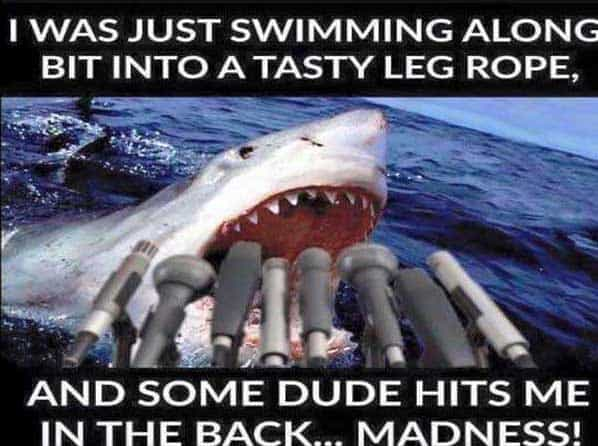 I WAS JUST SWIMMING ALONG
BIT INTO A TASTY LEG ROPE,
AND SOME DUDE HITS ME
IN THE BACK... MADNESS!